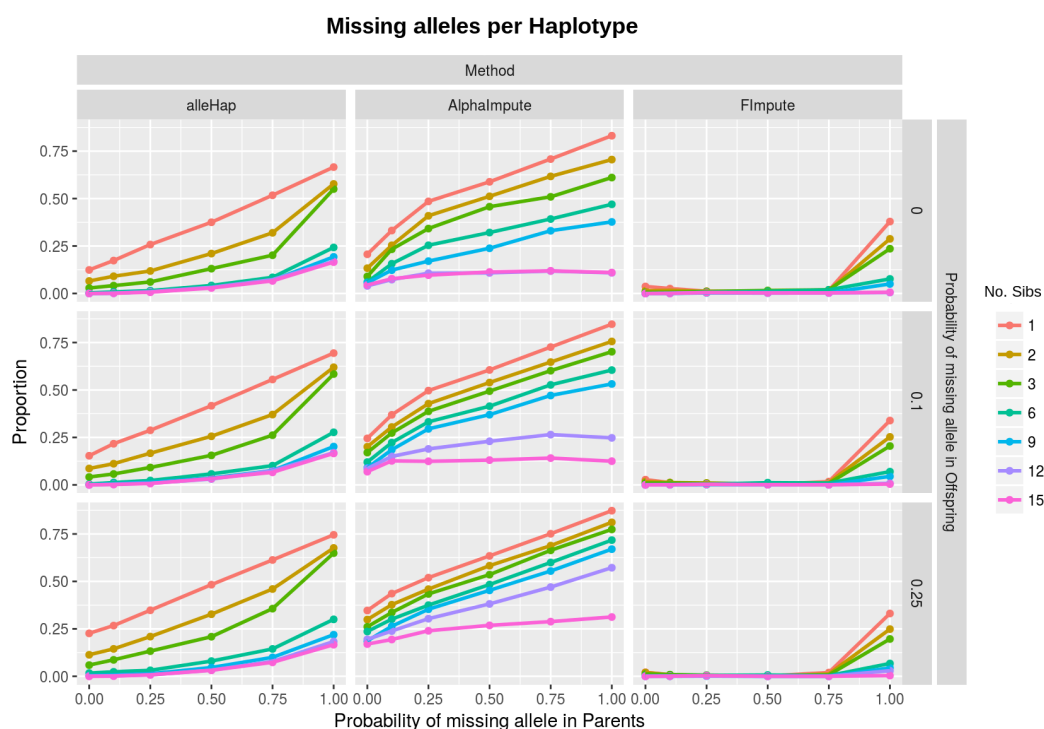 Missing alleles per Haplotype
Method
alleHap AlphaImpute FImpute
0.75
0.50
0.25
0.00
0
0.75
0.50
0.25
0.00
0.1
0.75
0.50
0.25
0.00
0.25
Proportion
Probability of missing allele in Offspring
No. Sibs
1
2
3
6
9
12
15
0.00 0.25 0.50 0.75 1.00 0.00 0.25 0.50 0.75 1.00 0.00 0.25 0.50 0.75 1.00
Probability of missing allele in Parents